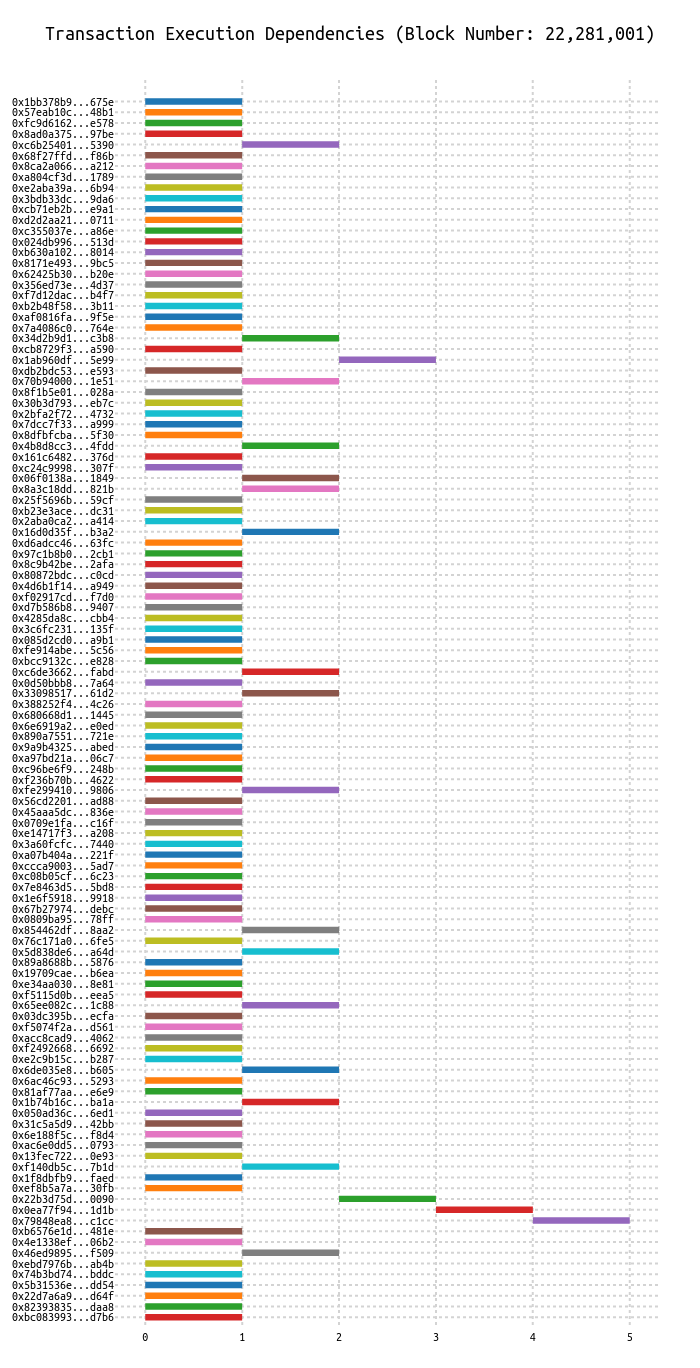 Transaction Execution Dependencies (Block Number: 22,281,001)
0x1bb378b9...675e
0x57eab10c...48b1
0xfc9d6162...e578
0x8ad0a375...97be
0xc6b25401...5390
0x68f27ffd...f86b
0x8ca2a066...a212
0xa804cf3d...1789
0xe2aba39a...6b94
0x3bdb33dc...9da6
0xcb71eb2b...e9a1
0xd2d2aa21...0711
0xc355037e...a86e
0x024db996...513d
0xb630a102...8014
0x8171e493...9bc5
0x62425b30...b20e
0x356ed73e...4d37
0xf7d12dac...b4f7
0xb2b48f58...3b11
0xaf0816fa...9f5e
0x7a4086c0...764e
0x34d2b9d1...c3b8
0xcb8729f3...a590
0x1ab960df...5e99
0xdb2bdc53...e593
0x70b94000...1e51
0x8f1b5e01...028a
0x30b3d793...eb7c
0x2bfa2f72...4732
0x7dcc7f33...a999
0x8dfbfcba...5f30
0x4b8d8cc3...4fdd
0x161c6482...376d
0xc24c9998...307f
0x06f0138a...1849
0x8a3c18dd...821b
0x25f5696b...59cf
0xb23e3ace...dc31
0x2aba0ca2...a414
0x16d0d35f...b3a2
0xd6adcc46...63fc
0x97c1b8b0...2cb1
0x8c9b42be...2afa
0x80872bdc...c0cd
0x4d6b1f14...a949
0xf02917cd...f7d0
0xd7b586b8...9407
0x4285da8c...cbb4
0x3c6fc231...135f
0x085d2cd0...a9b1
0xfe914abe...5c56
0xbcc9132c...e828
0xc6de3662...fabd
0x0d50bbb8...7a64
0x33098517...61d2
0x388252f4...4c26
0x680668d1...1445
0x6e6919a2...e0ed
0x890a7551...721e
0x9a9b4325...abed
0xa97bd21a...06c7
0xc96be6f9...248b
0xf236b70b...4622
0xfe299410...9806
0x56cd2201...ad88
0x45aaa5dc...836e
0x0709e1fa...c16f
0xe14717f3...a208
0x3a60fcfc...7440
0xa07b404a...221f
0xccca9003...5ad7
0xc08b05cf...6c23
0x7e8463d5...5bd8
0x1e6f5918...9918
0x67b27974...debc
0x0809ba95...78ff
0x854462df...8aa2
0x76c171a0...6fe5
0x5d838de6...a64d
0x89a8688b...5876
0x19709cae...b6ea
0xe34aa030...8e81
0xf5115d0b...eea5
0x65ee082c...1c88
0x03dc395b...ecfa
0xf5074f2a...d561
0xacc8cad9...4062
0xf2492668...6692
0xe2c9b15c...b287
0x6de035e8...b605
0x6ac46c93...5293
0x81af77aa...e6e9
0x1b74b16c...ba1a
0x050ad36c...6ed1
0x31c5a5d9...42bb
0x6e188f5c...f8d4
0xac6e0dd5...0793
0x13fec722...0e93
0xf140db5c...7b1d
0x1f8dbfb9...faed
0xef8b5a7a...30fb
0x22b3d75d...0090
0x0ea77f94...1d1b
0x79848ea8...c1cc
0xb6576e1d...481e
0x4e1338ef...06b2
0x46ed9895...f509
0xebd7976b...ab4b
0x74b3bd74...bddc
0x5b31536e...dd54
0x22d7a6a9...d64f
0x82393835...daa8
0xbc083993...d7b6
0 1 2 3 4 5